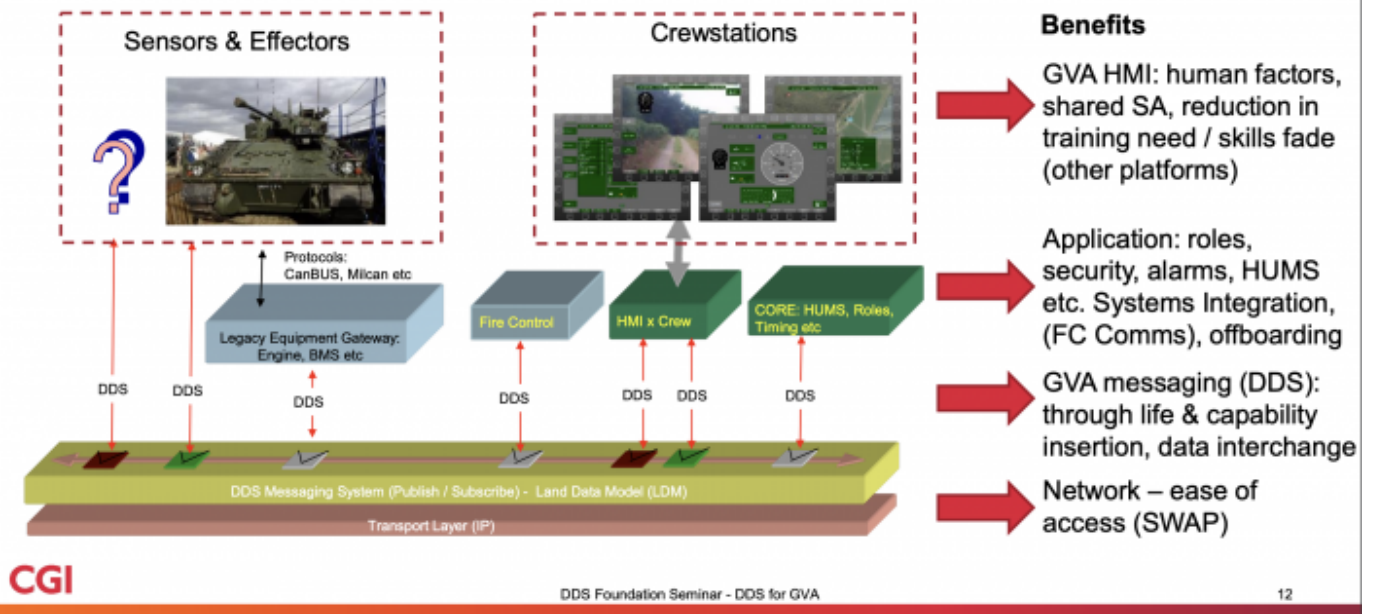 Sensors & Effectors
Crewstations
Benefits
GVA HMI: human factors,
shared SA, reduction in
training need / skills fade
(other platforms)
Protocols:
CanBUS, Milcan etc
Legacy Equipment Gateway:
Engine, BMS etc
Fire Control
HMI x Crew
CORE: HUMS, Roles,
Timing etc
Application: roles,
security, alarms, HUMS
etc. Systems Integration,
(FC Comms), offboarding
DDS
DDS
DDS
DDS
DDS
DDS
DDS
GVA messaging (DDS):
through life & capability
insertion, data interchange
DDS Messaging System (Publish / Subscribe) - Land Data Model (LDM)
Transport Layer (IP)
Network – ease of
access (SWAP)
CGI
DDS Foundation Seminar - DDS for GVA
12